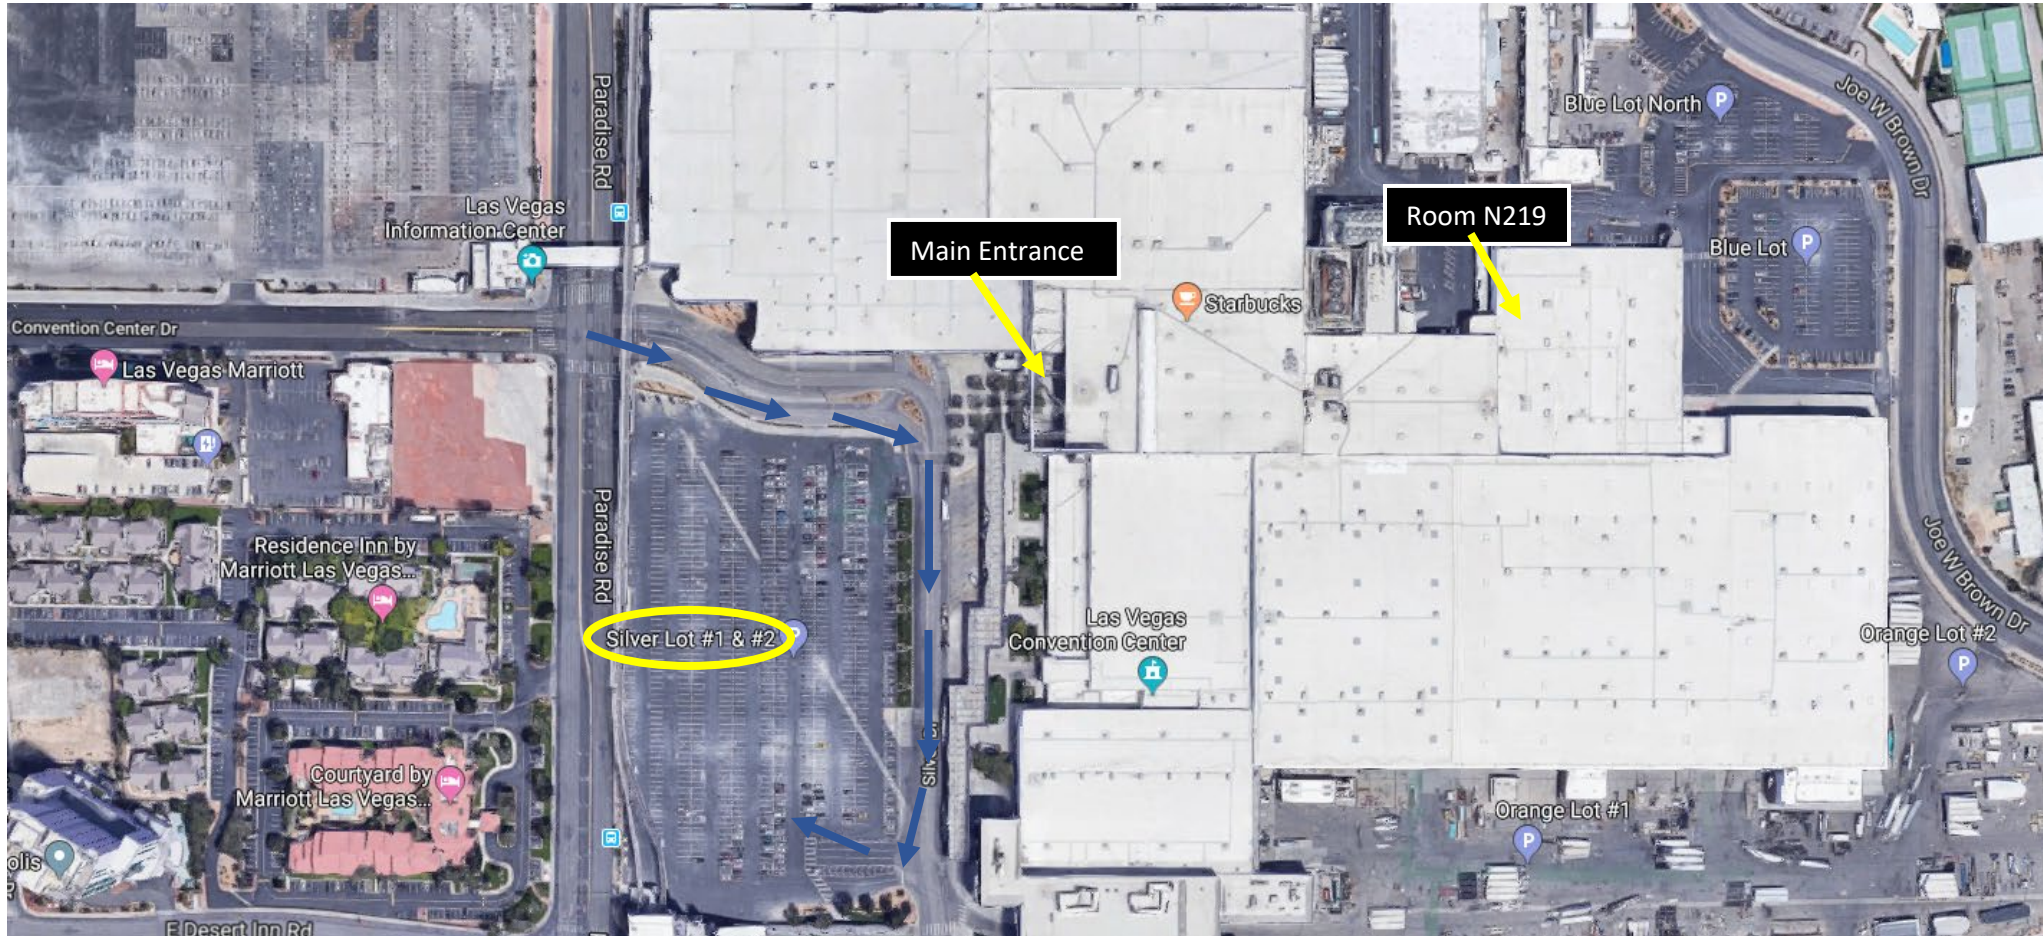 Paradise Rd
Las Vegas
Information Center
Convention Center Dr
Las Vegas Marriott
Main Entrance
Starbucks
Room N219
Blue Lot North
P
Joe W Brown Dr
Blue Lot
P
Paradise Rd
Residence Inn by
Marriott Las Vegas...
Silver Lot #1 & #2
P
Las Vegas
Convention Center
Joe W Brown Dr
Orange Lot #2
P
Courtyard by
Marriott Las Vegas...
Orange Lot #1
P
olis
E Desert Inn Rd